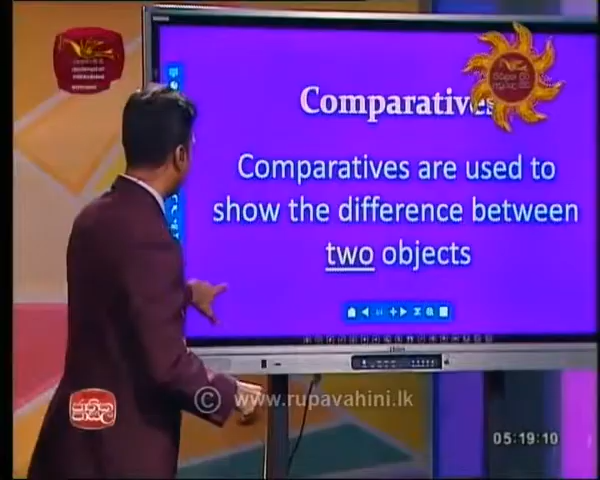 Comparatives
Comparatives are used to
show the difference between
two objects
© www.rupavahini.lk
05:19:10